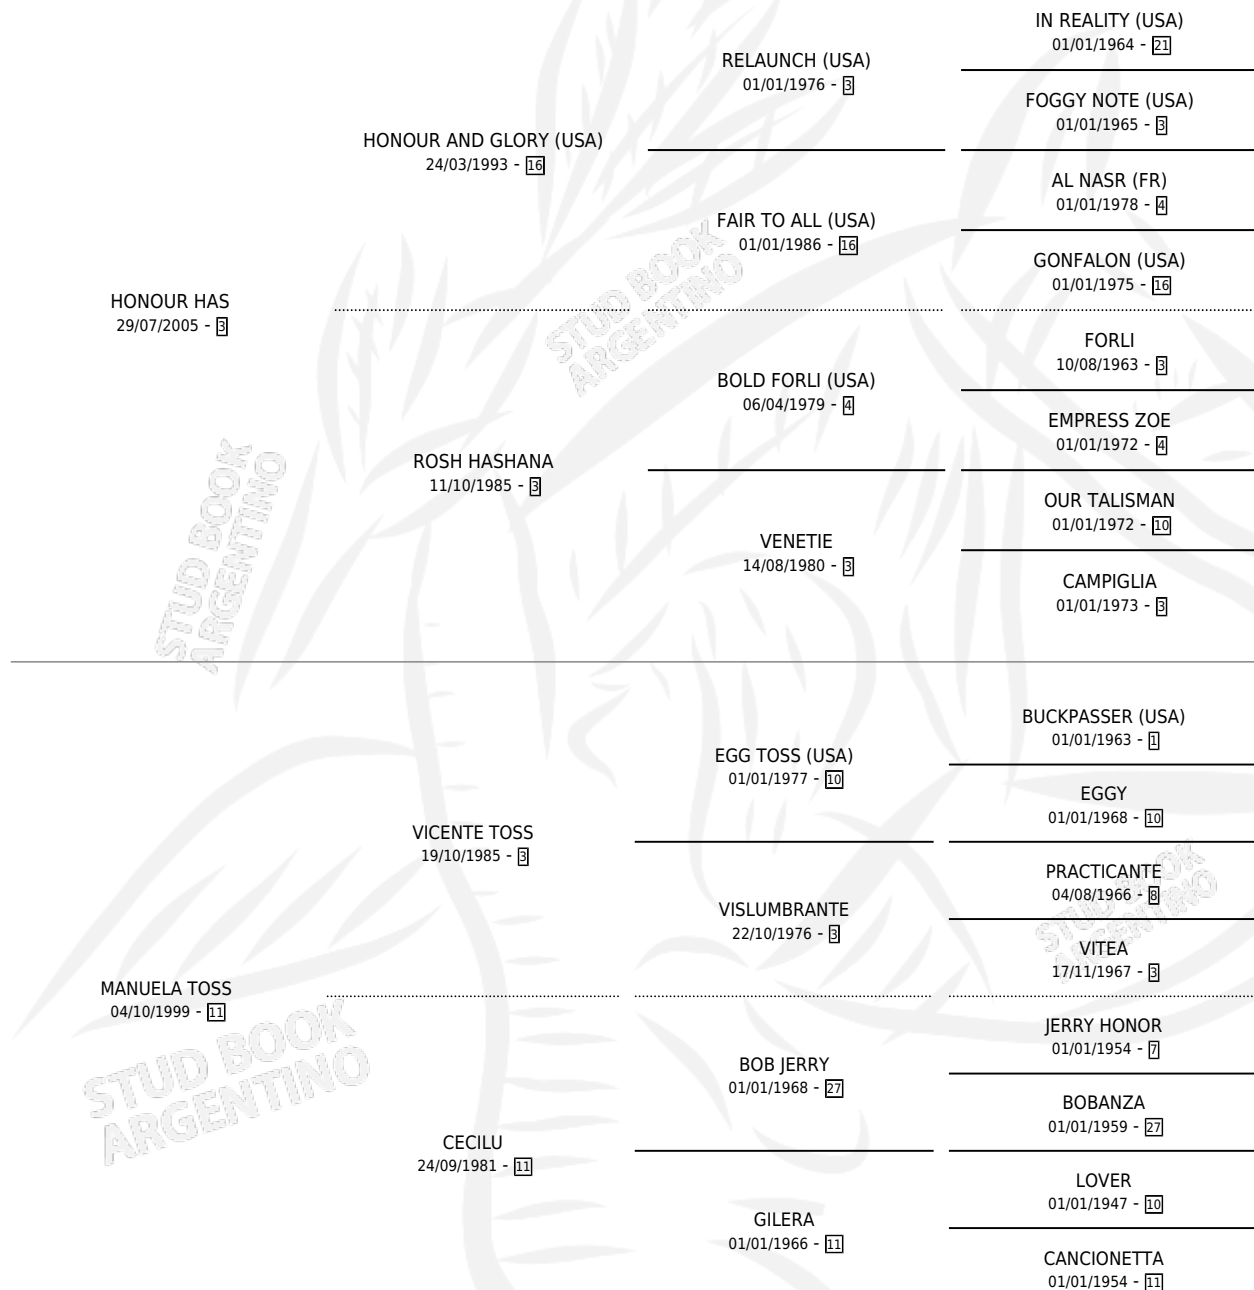 IN REALITY (USA)
01/01/1964 - 21
RELAUNCH (USA)
01/01/1976 - 3
FOGGY NOTE (USA)
01/01/1965 - 3
HONOUR AND GLORY (USA)
24/03/1993 - 16
AL NASR (FR)
01/01/1978 - 4
FAIR TO ALL (USA)
01/01/1986 - 16
GONFALON (USA)
01/01/1975 - 16
HONOUR HAS
29/07/2005 - 3
FORLI
10/08/1963 - 3
BOLD FORLI (USA)
06/04/1979 - 4
EMPRESS ZOE
01/01/1972 - 4
ROSH HASHANA
11/10/1985 - 3
OUR TALISMAN
01/01/1972 - 10
VENETIE
14/08/1980 - 3
CAMPIGLIA
01/01/1973 - 3
BUCKPASSER (USA)
01/01/1963 - 1
EGG TOSS (USA)
01/01/1977 - 10
EGGY
01/01/1968 - 10
VICENTE TOSS
19/10/1985 - 3
PRACTICANTE
04/08/1966 - 8
VISLUMBRANTE
22/10/1976 - 3
VITEA
17/11/1967 - 3
MANUELA TOSS
04/10/1999 - 11
JERRY HONOR
01/01/1954 - 7
BOB JERRY
01/01/1968 - 27
BOBANZA
01/01/1959 - 27
CECILU
24/09/1981 - 11
LOVER
01/01/1947 - 10
GILERA
01/01/1966 - 11
CANCIONETTA
01/01/1954 - 11
STUD BOOK
ARGENTINO
STUD BOOK
ARGENTINO
STUD BOOK
ARGENTINO
STUD BOOK
ARGENTINO